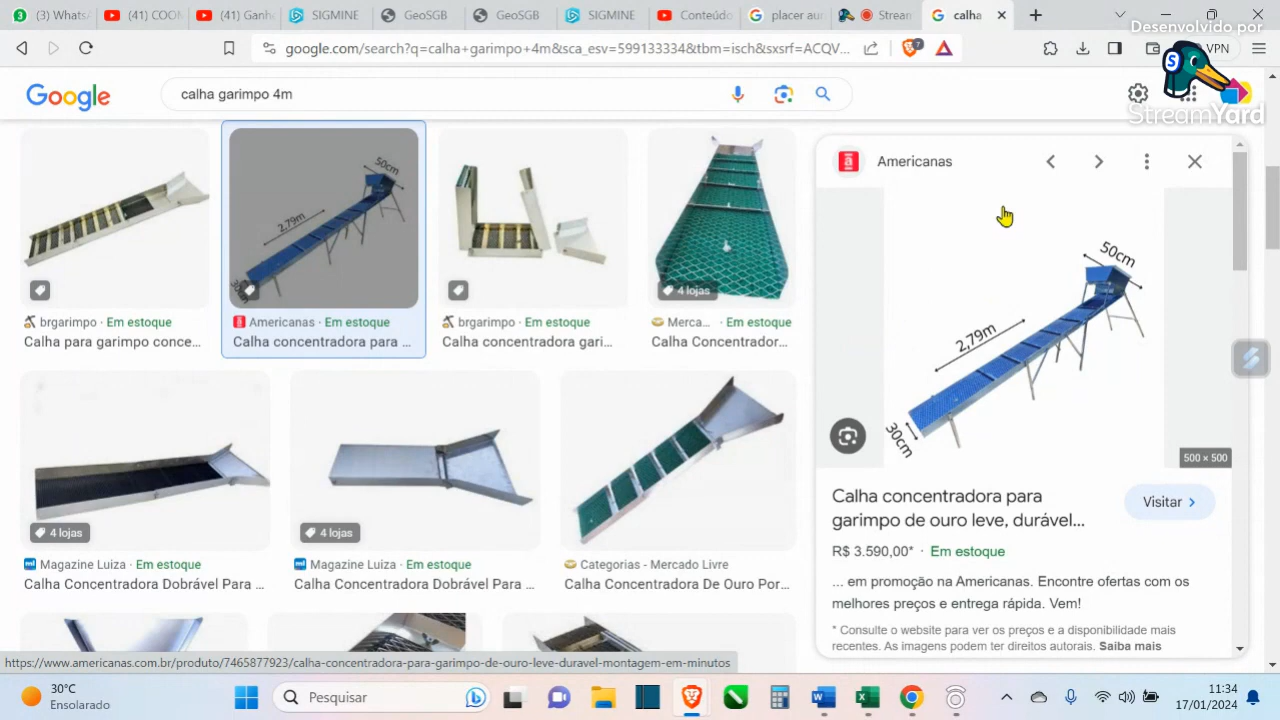 WhatsA
(41) COON
(41) Ganho
SIGMINE
GeoSGB
GeoSGB
SIGMINE
Conteúdo
placer aur
Stream
calha
Desenvolvido por
StreamYard
google.com/search?q=calha+garimpo+4m&sca_esv=599133334&tbm=isch&sxsrf=ACQV...
7
VPN
Google
calha garimpo 4m
Americanas
50cm
2,79m
30cm
4 lojas
brgarimpo · Em estoque
Calha para garimpo conce...
Americanas · Em estoque
Calha concentradora para ...
brgarimpo · Em estoque
Calha concentradora gari...
Merca... · Em estoque
Calha Concentrador...
50cm
2,79m
30cm
500 × 500
Calha concentradora para
garimpo de ouro leve, durável...
Visitar
R$ 3.590,00* · Em estoque
... em promoção na Americanas. Encontre ofertas com os
melhores preços e entrega rápida. Vem!
* Consulte o website para ver os preços e a disponibilidade mais
recentes. As imagens podem ter direitos autorais. Saiba mais
4 lojas
4 lojas
Magazine Luiza · Em estoque
Calha Concentradora Dobrável Para ...
Magazine Luiza · Em estoque
Calha Concentradora Dobrável Para ...
Categorias - Mercado Livre
Calha Concentradora De Ouro Por...
https://www.americanas.com.br/produto/7465877923/calha-concentradora-para-garimpo-de-ouro-leve-duravel-montagem-em-minutos
30°C
Ensolarado
Pesquisar
11:34
17/01/2024